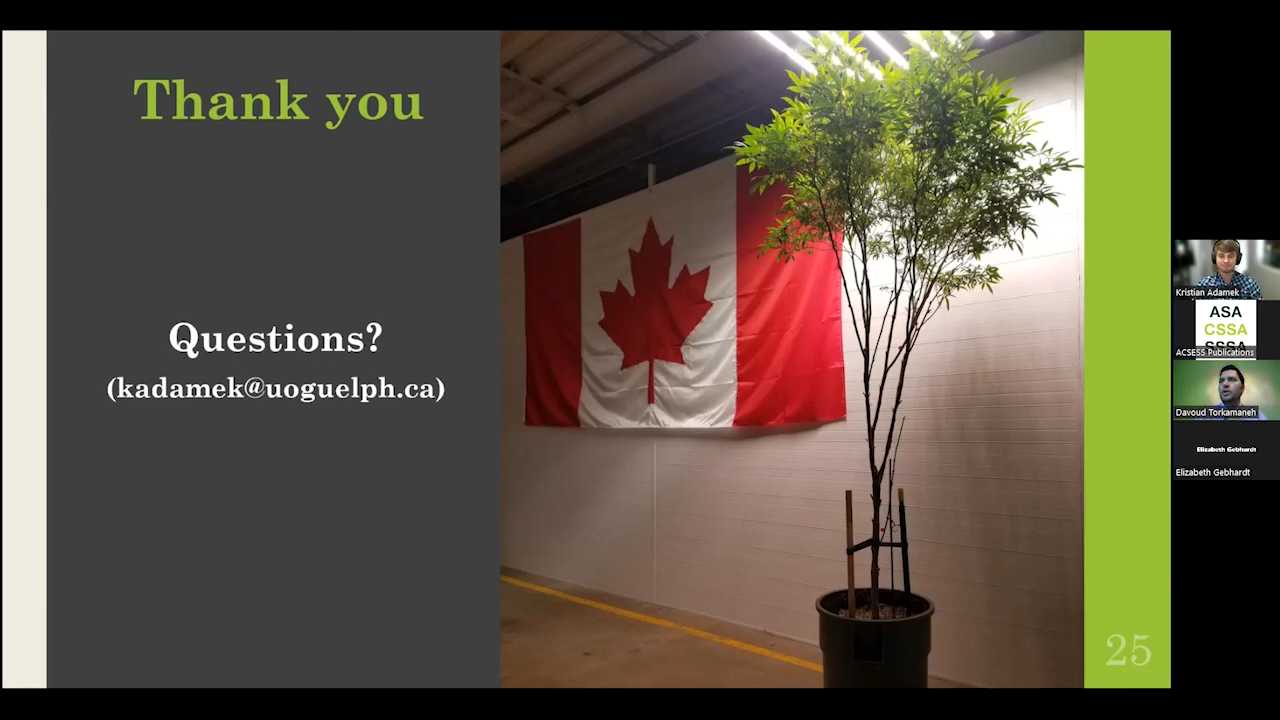 Thank you
Questions?
(kadamek@uoguelph.ca)
25
Kristian Adamek
ASA
CSSA
SSSA
ACSESS Publications
Davoud Torkamaneh
Elizabeth Gebhardt
Elizabeth Gebhardt